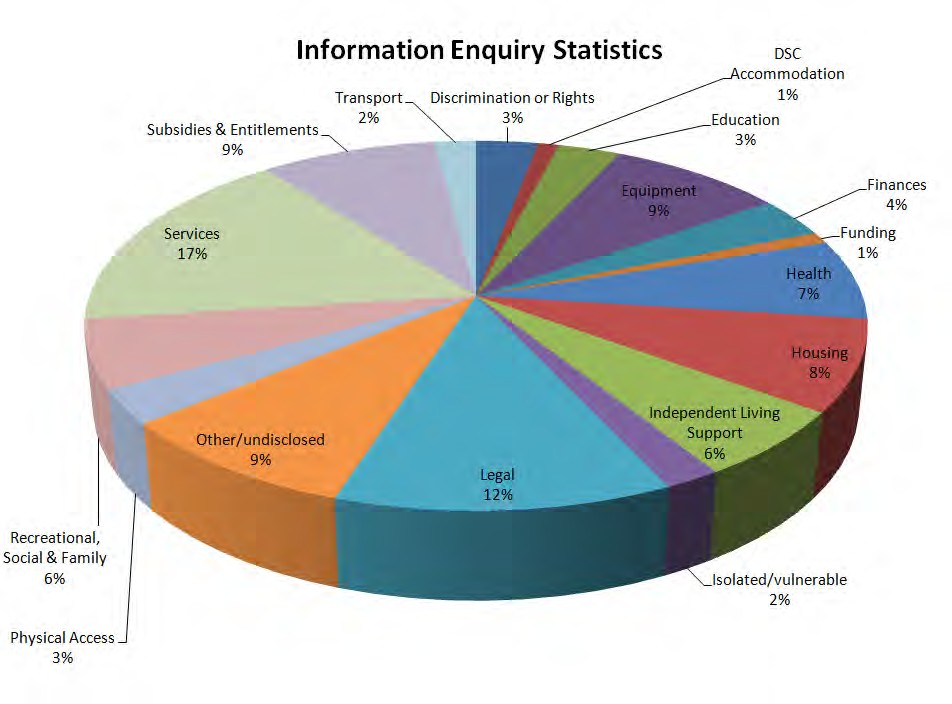 Information Enquiry Statistics
DSC
Accommodation
1%
Transport
2%
Discrimination or Rights
3%
Education
3%
Subsidies & Entitlements
9%
Equipment
9%
Finances
4%
Funding
1%
Services
17%
Health
7%
Housing
8%
Independent Living
Support
6%
Other/undisclosed
9%
Legal
12%
Recreational,
Social & Family
6%
Isolated/vulnerable
2%
Physical Access
3%